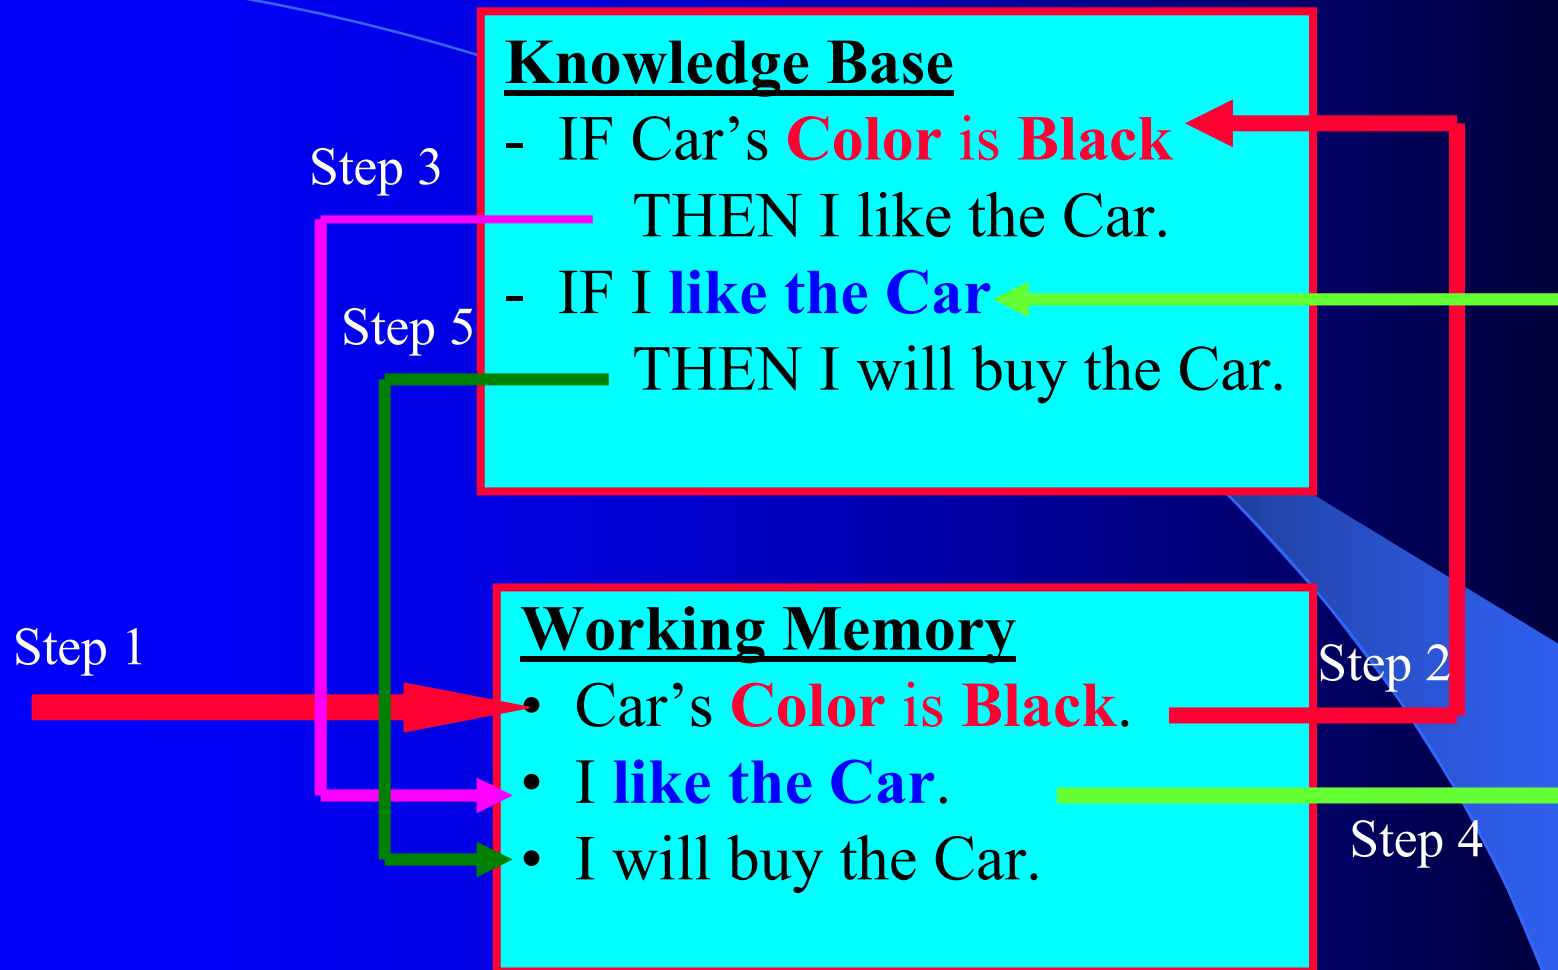 Knowledge Base
- IF Car’s Color is Black
THEN I like the Car.
- IF I like the Car
THEN I will buy the Car.
Step 3
Step 5
Step 1
Working Memory
• Car’s Color is Black.
• I like the Car.
• I will buy the Car.
Step 2
Step 4